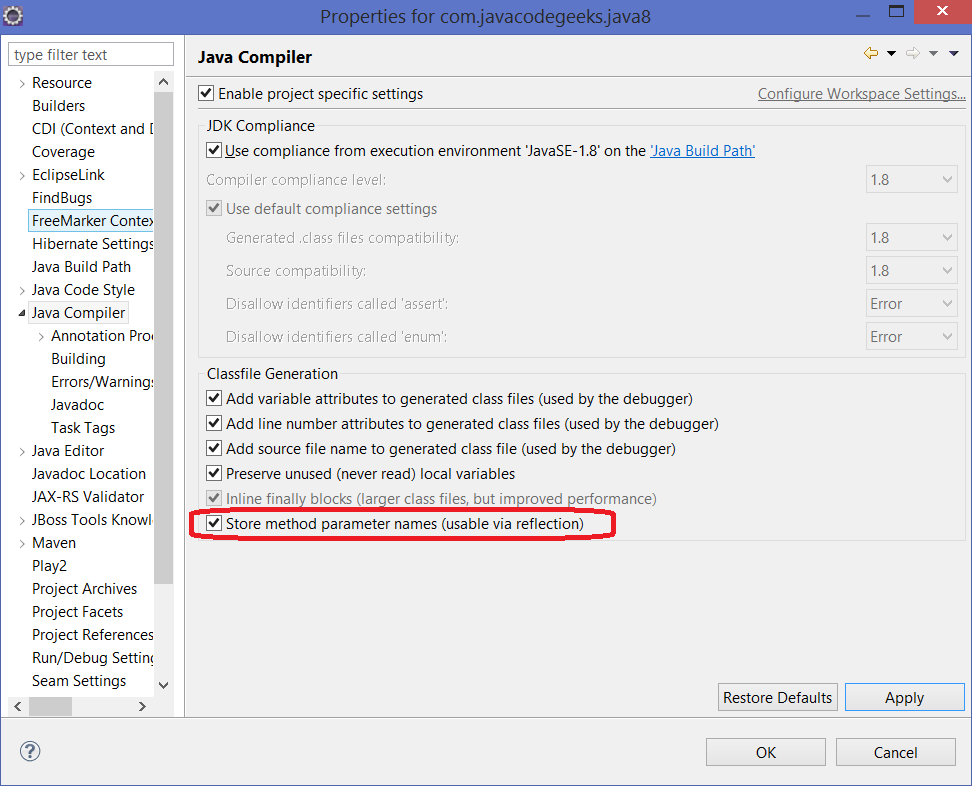 Properties for com.javacodegeeks.java8
type filter text
Resource
Builders
CDI (Context and D
Coverage
EclipseLink
FindBugs
FreeMarker Contex
Hibernate Settings
Java Build Path
Java Code Style
Java Compiler
Annotation Proc
Building
Errors/Warnings
Javadoc
Task Tags
Java Editor
Javadoc Location
JAX-RS Validator
JBoss Tools Knowl
Maven
Play2
Project Archives
Project Facets
Project References
Run/Debug Setting
Seam Settings
Java Compiler
Enable project specific settings
Configure Workspace Settings...
JDK Compliance
Use compliance from execution environment 'JavaSE-1.8' on the 'Java Build Path'
Compiler compliance level: 1.8
Use default compliance settings
Generated .class files compatibility: 1.8
Source compatibility: 1.8
Disallow identifiers called 'assert': Error
Disallow identifiers called 'enum': Error
Classfile Generation
Add variable attributes to generated class files (used by the debugger)
Add line number attributes to generated class files (used by the debugger)
Add source file name to generated class file (used by the debugger)
Preserve unused (never read) local variables
Inline finally blocks (larger class files, but improved performance)
Store method parameter names (usable via reflection)
Restore Defaults Apply
? OK Cancel